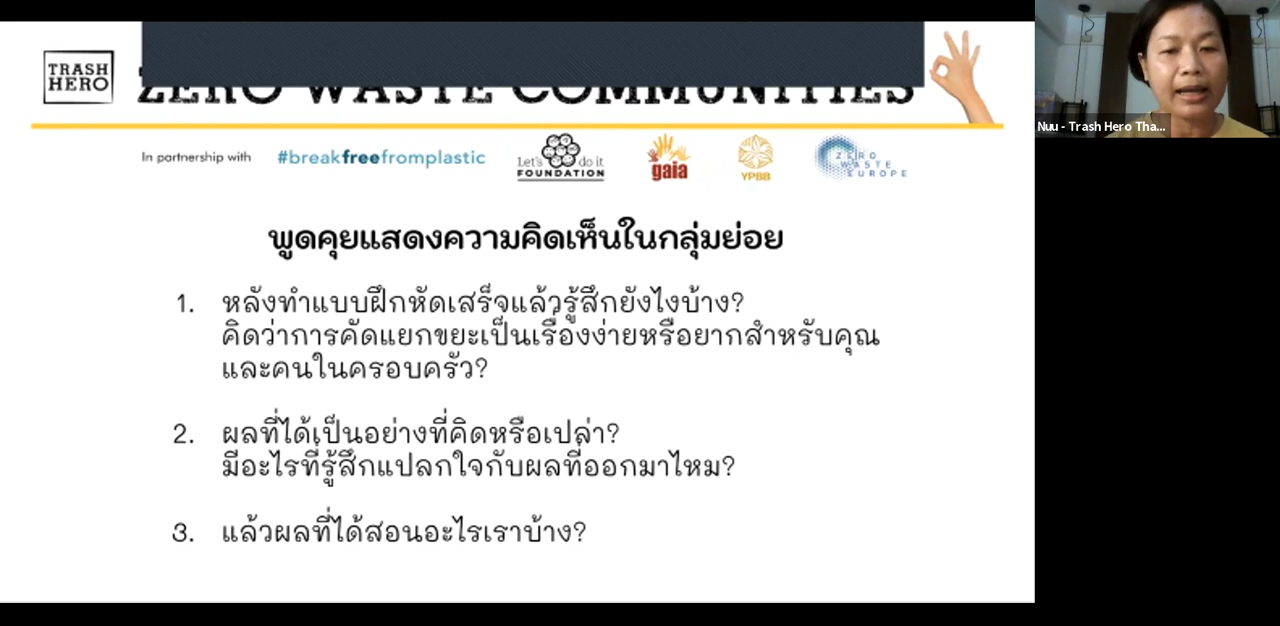 TRASH
HERO
ZERO WASTE COMMUNITIES
In partnership with
#breakfreefromplastic
Let's do it
FOUNDATION
gaia
YPBB
ZERO
WASTE
EUROPE
Nuu - Trash Hero Tha...
พูดคุยแสดงความคิดเห็นในกลุ่มย่อย
1. หลังทำแบบฝึกหัดเสร็จแล้วรู้สึกยังไงบ้าง?
คิดว่าการคัดแยกขยะเป็นเรื่องง่ายหรือยากสำหรับคุณ
และคนในครอบครัว?
2. ผลที่ได้เป็นอย่างที่คิดหรือเปล่า?
มีอะไรที่รู้สึกแปลกใจกับผลที่ออกมาไหม?
3. แล้วผลที่ได้สอนอะไรเราบ้าง?